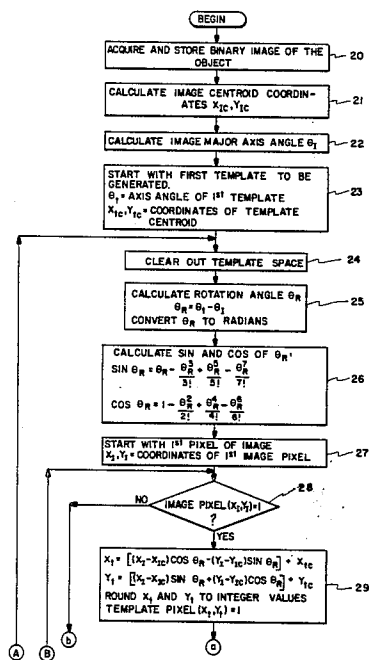 BEGIN
ACQUIRE AND STORE BINARY IMAGE OF THE
OBJECT
20
CALCULATE IMAGE CENTROID COORDIN-
ATES X_IC, Y_IC
21
CALCULATE IMAGE MAJOR AXIS ANGLE θ_I
22
START WITH FIRST TEMPLATE TO BE
GENERATED.
θ_t = AXIS ANGLE OF 1st TEMPLATE
X_tC, Y_tC = COORDINATES OF TEMPLATE
CENTROID
23
CLEAR OUT TEMPLATE SPACE
24
CALCULATE ROTATION ANGLE θ_R
θ_R = θ_t - θ_I
CONVERT θ_R TO RADIANS
25
CALCULATE SIN AND COS OF θ_R,
SIN θ_R = θ_R - θ_R^3/3! + θ_R^5/5! - θ_R^7/7!
COS θ_R = 1 - θ_R^2/2! + θ_R^4/4! - θ_R^6/6!
26
START WITH 1st PIXEL OF IMAGE
X_I, Y_I = COORDINATES OF 1st IMAGE PIXEL
27
NO
IMAGE PIXEL (X_I, Y_I) = 1
?
28
YES
X_t = [(X_I - X_IC) COS θ_R - (Y_I - Y_IC) SIN θ_R] + X_tC
Y_t = [(X_I - X_IC) SIN θ_R + (Y_I - Y_IC) COS θ_R] + Y_tC
ROUND X_t AND Y_t TO INTEGER VALUES
TEMPLATE PIXEL (X_t, Y_t) = 1
29
A
B
b
a